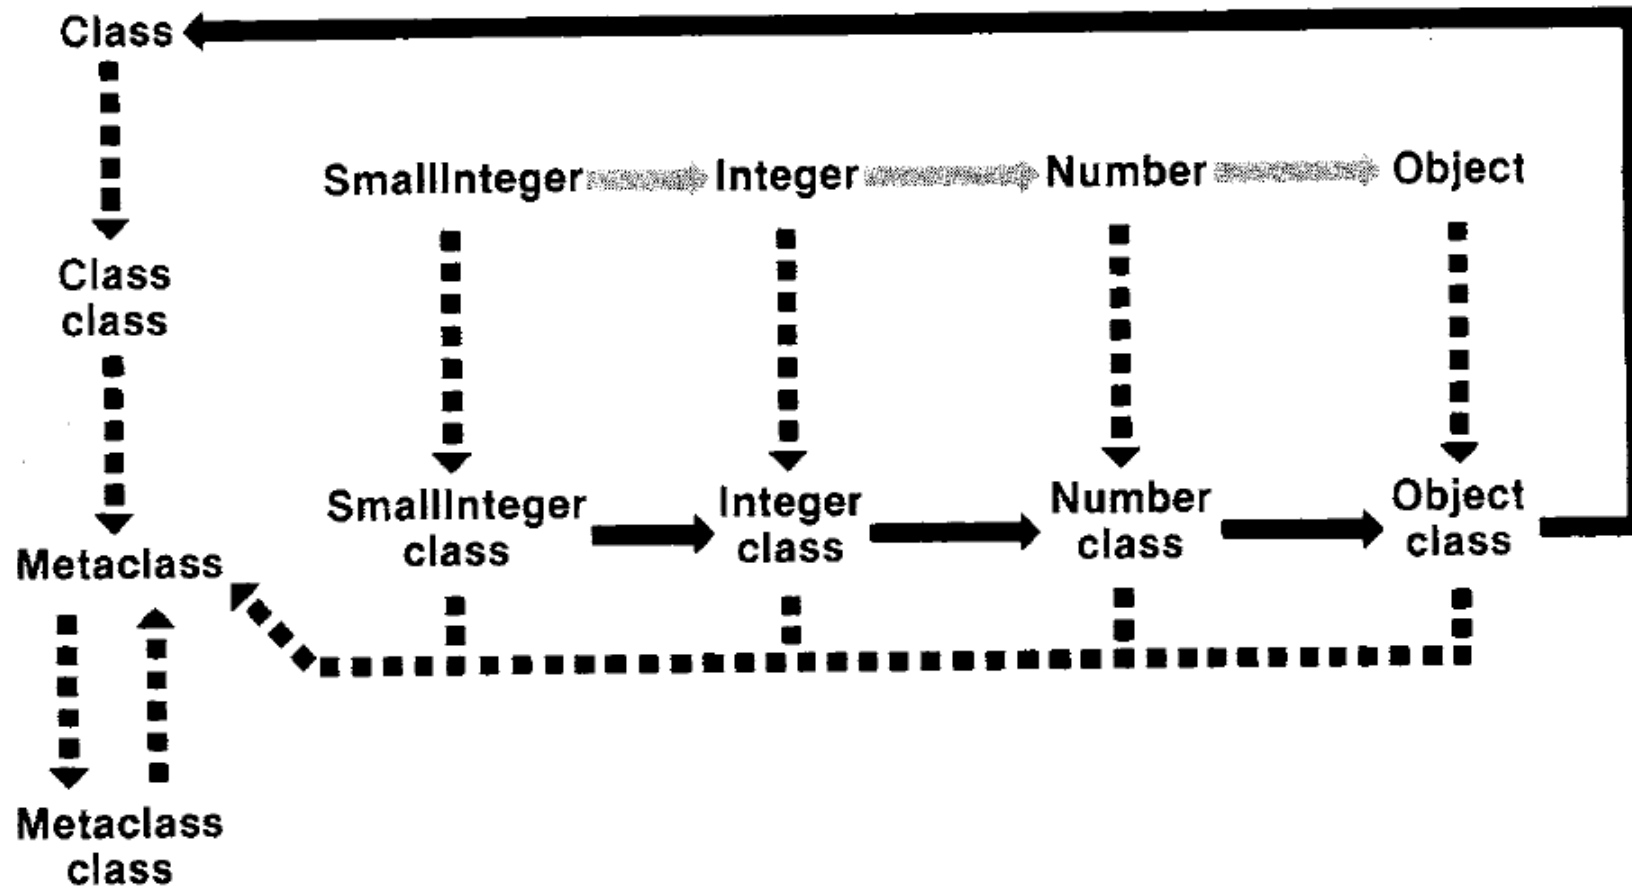 Class
SmallInteger Integer Number Object
Class
class
SmallInteger Integer Number Object
class class class class
Metaclass
Metaclass
class